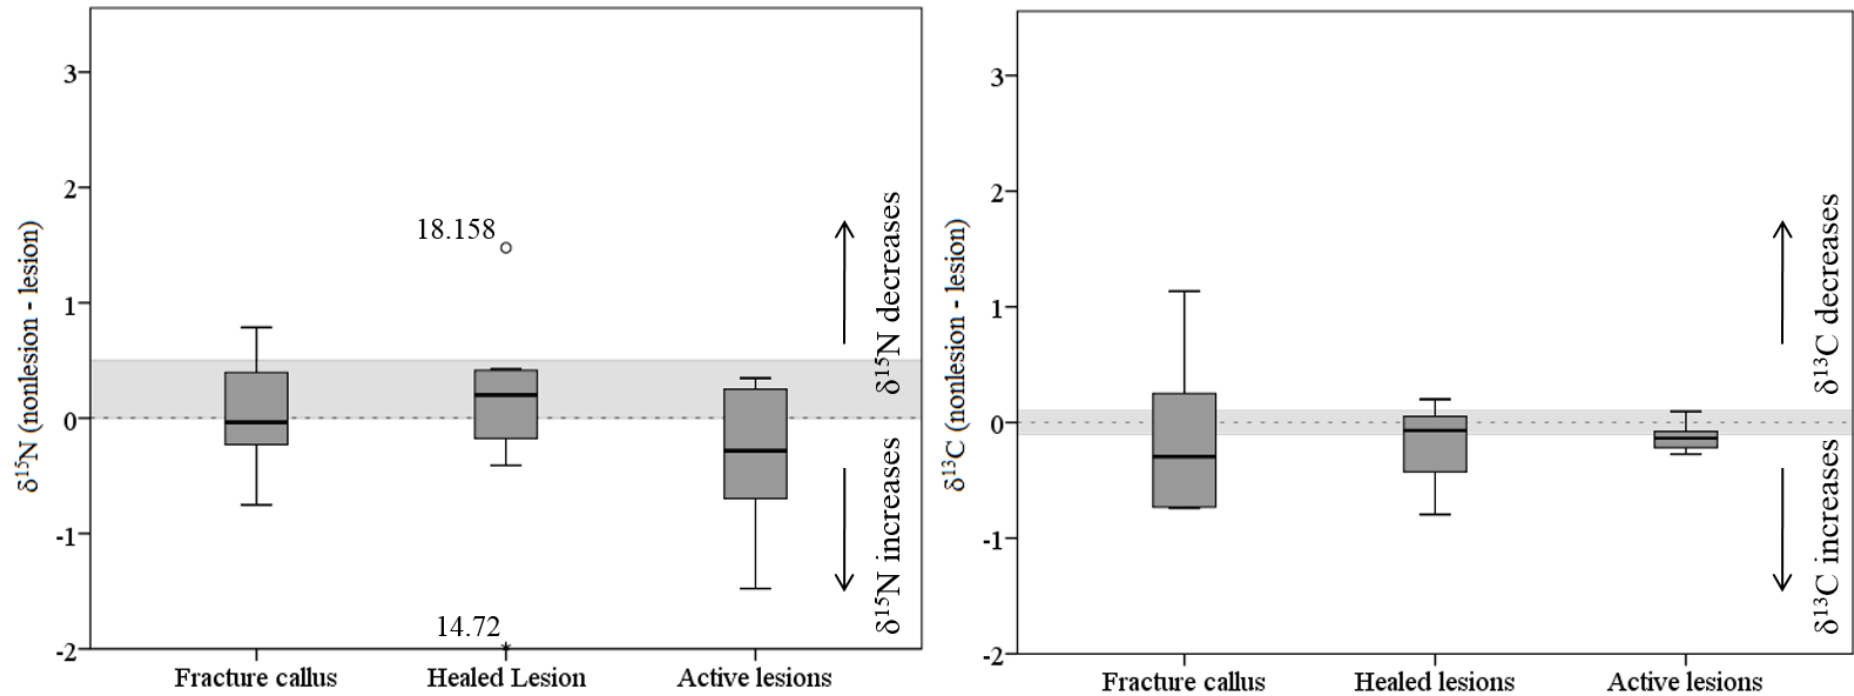 δ¹⁵N (nonlesion - lesion)
3
2
1
0
-1
-2
18.158
14.72
δ¹⁵N decreases
δ¹⁵N increases
Fracture callus Healed Lesion Active lesions
δ¹³C (nonlesion - lesion)
3
2
1
0
-1
-2
δ¹³C decreases
δ¹³C increases
Fracture callus Healed lesions Active lesions